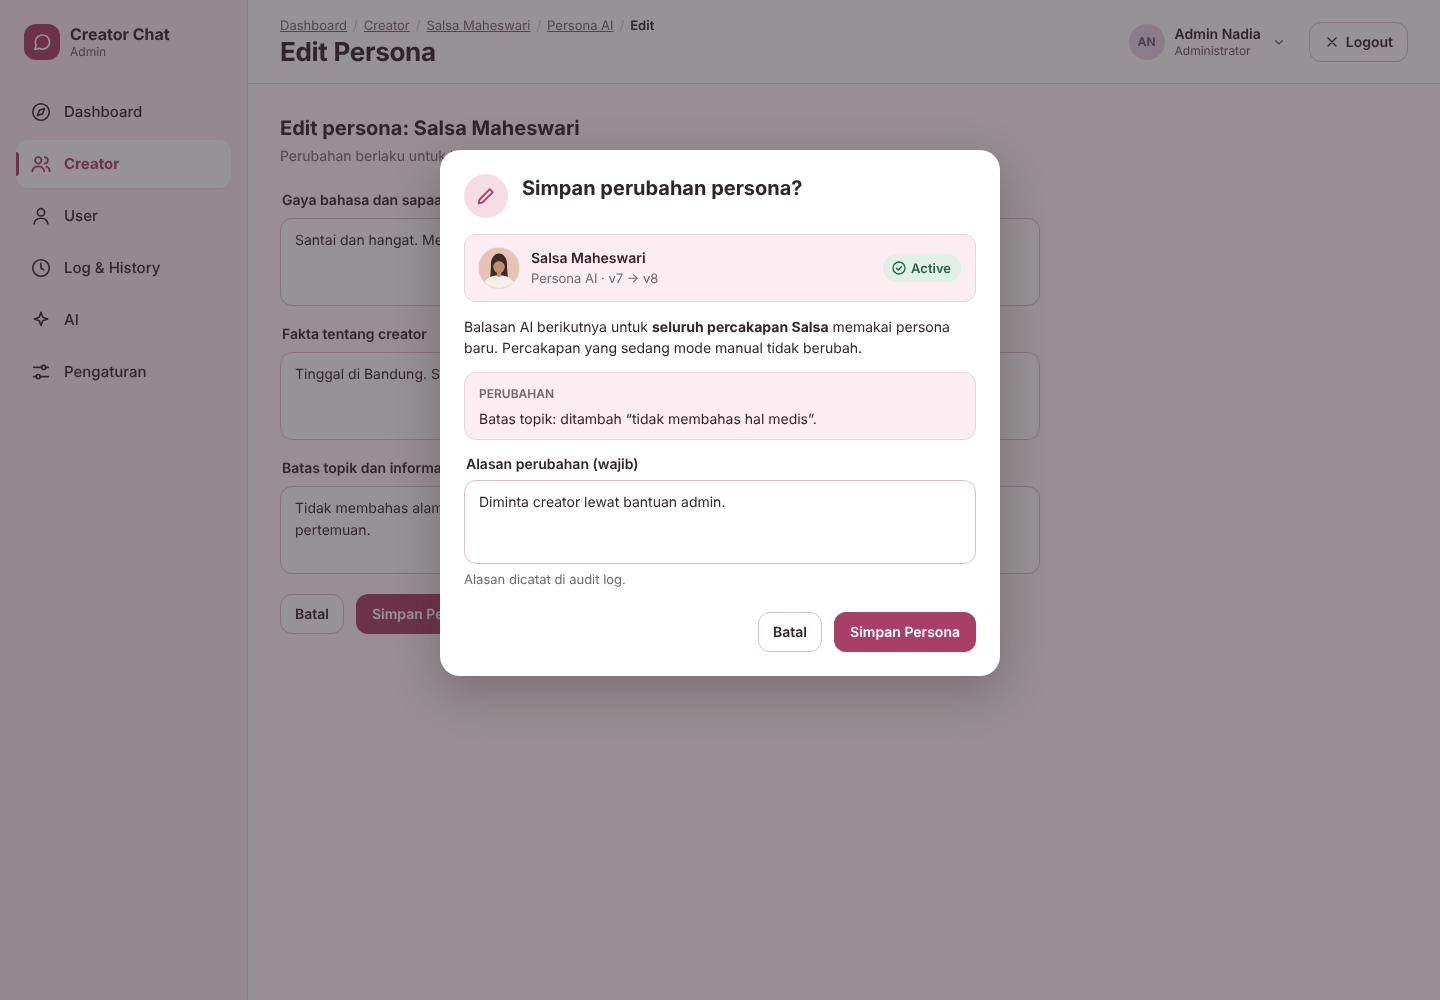 Creator Chat
Admin
Dashboard
Creator
User
Log & History
AI
Pengaturan
Dashboard / Creator / Salsa Maheswari / Persona AI / Edit
Edit Persona
AN
Admin Nadia
Administrator
Logout
Edit persona: Salsa Maheswari
Perubahan berlaku untuk
Gaya bahasa dan sapaa
Santai dan hangat. Me
Fakta tentang creator
Tinggal di Bandung. S
Batas topik dan informa
Tidak membahas alam
pertemuan.
Batal
Simpan Pe
Simpan perubahan persona?
Salsa Maheswari
Persona AI · v7 → v8
Active
Balasan AI berikutnya untuk seluruh percakapan Salsa memakai persona
baru. Percakapan yang sedang mode manual tidak berubah.
PERUBAHAN
Batas topik: ditambah “tidak membahas hal medis”.
Alasan perubahan (wajib)
Diminta creator lewat bantuan admin.
Alasan dicatat di audit log.
Batal
Simpan Persona